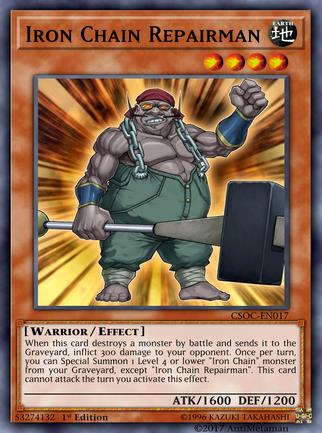 Iron Chain Repairman
EARTH
地
CSOC-EN017
[Warrior / Effect]
When this card destroys a monster by battle and sends it to the
Graveyard, inflict 300 damage to your opponent. Once per turn,
you can Special Summon 1 Level 4 or lower "Iron Chain" monster
from your Graveyard, except "Iron Chain Repairman". This card
cannot attack the turn you activate this effect.
ATK/1600 DEF/1200
53274132 1st Edition ©1996 KAZUKI TAKAHASHI
©2017 AntiMetaman